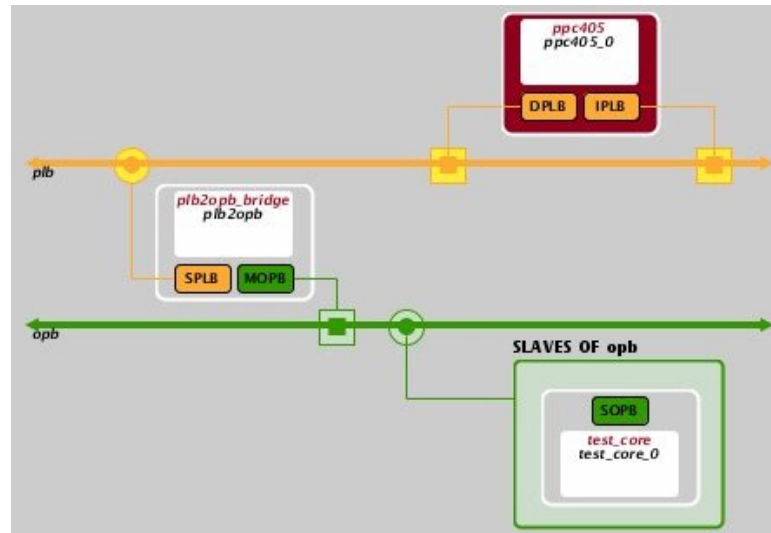 ppc405
ppc405_0
DPLB
IPLB
plb
plb2opb_bridge
plb2opb
SPLB
MOPB
opb
SLAVES OF opb
SOPB
test_core
test_core_0